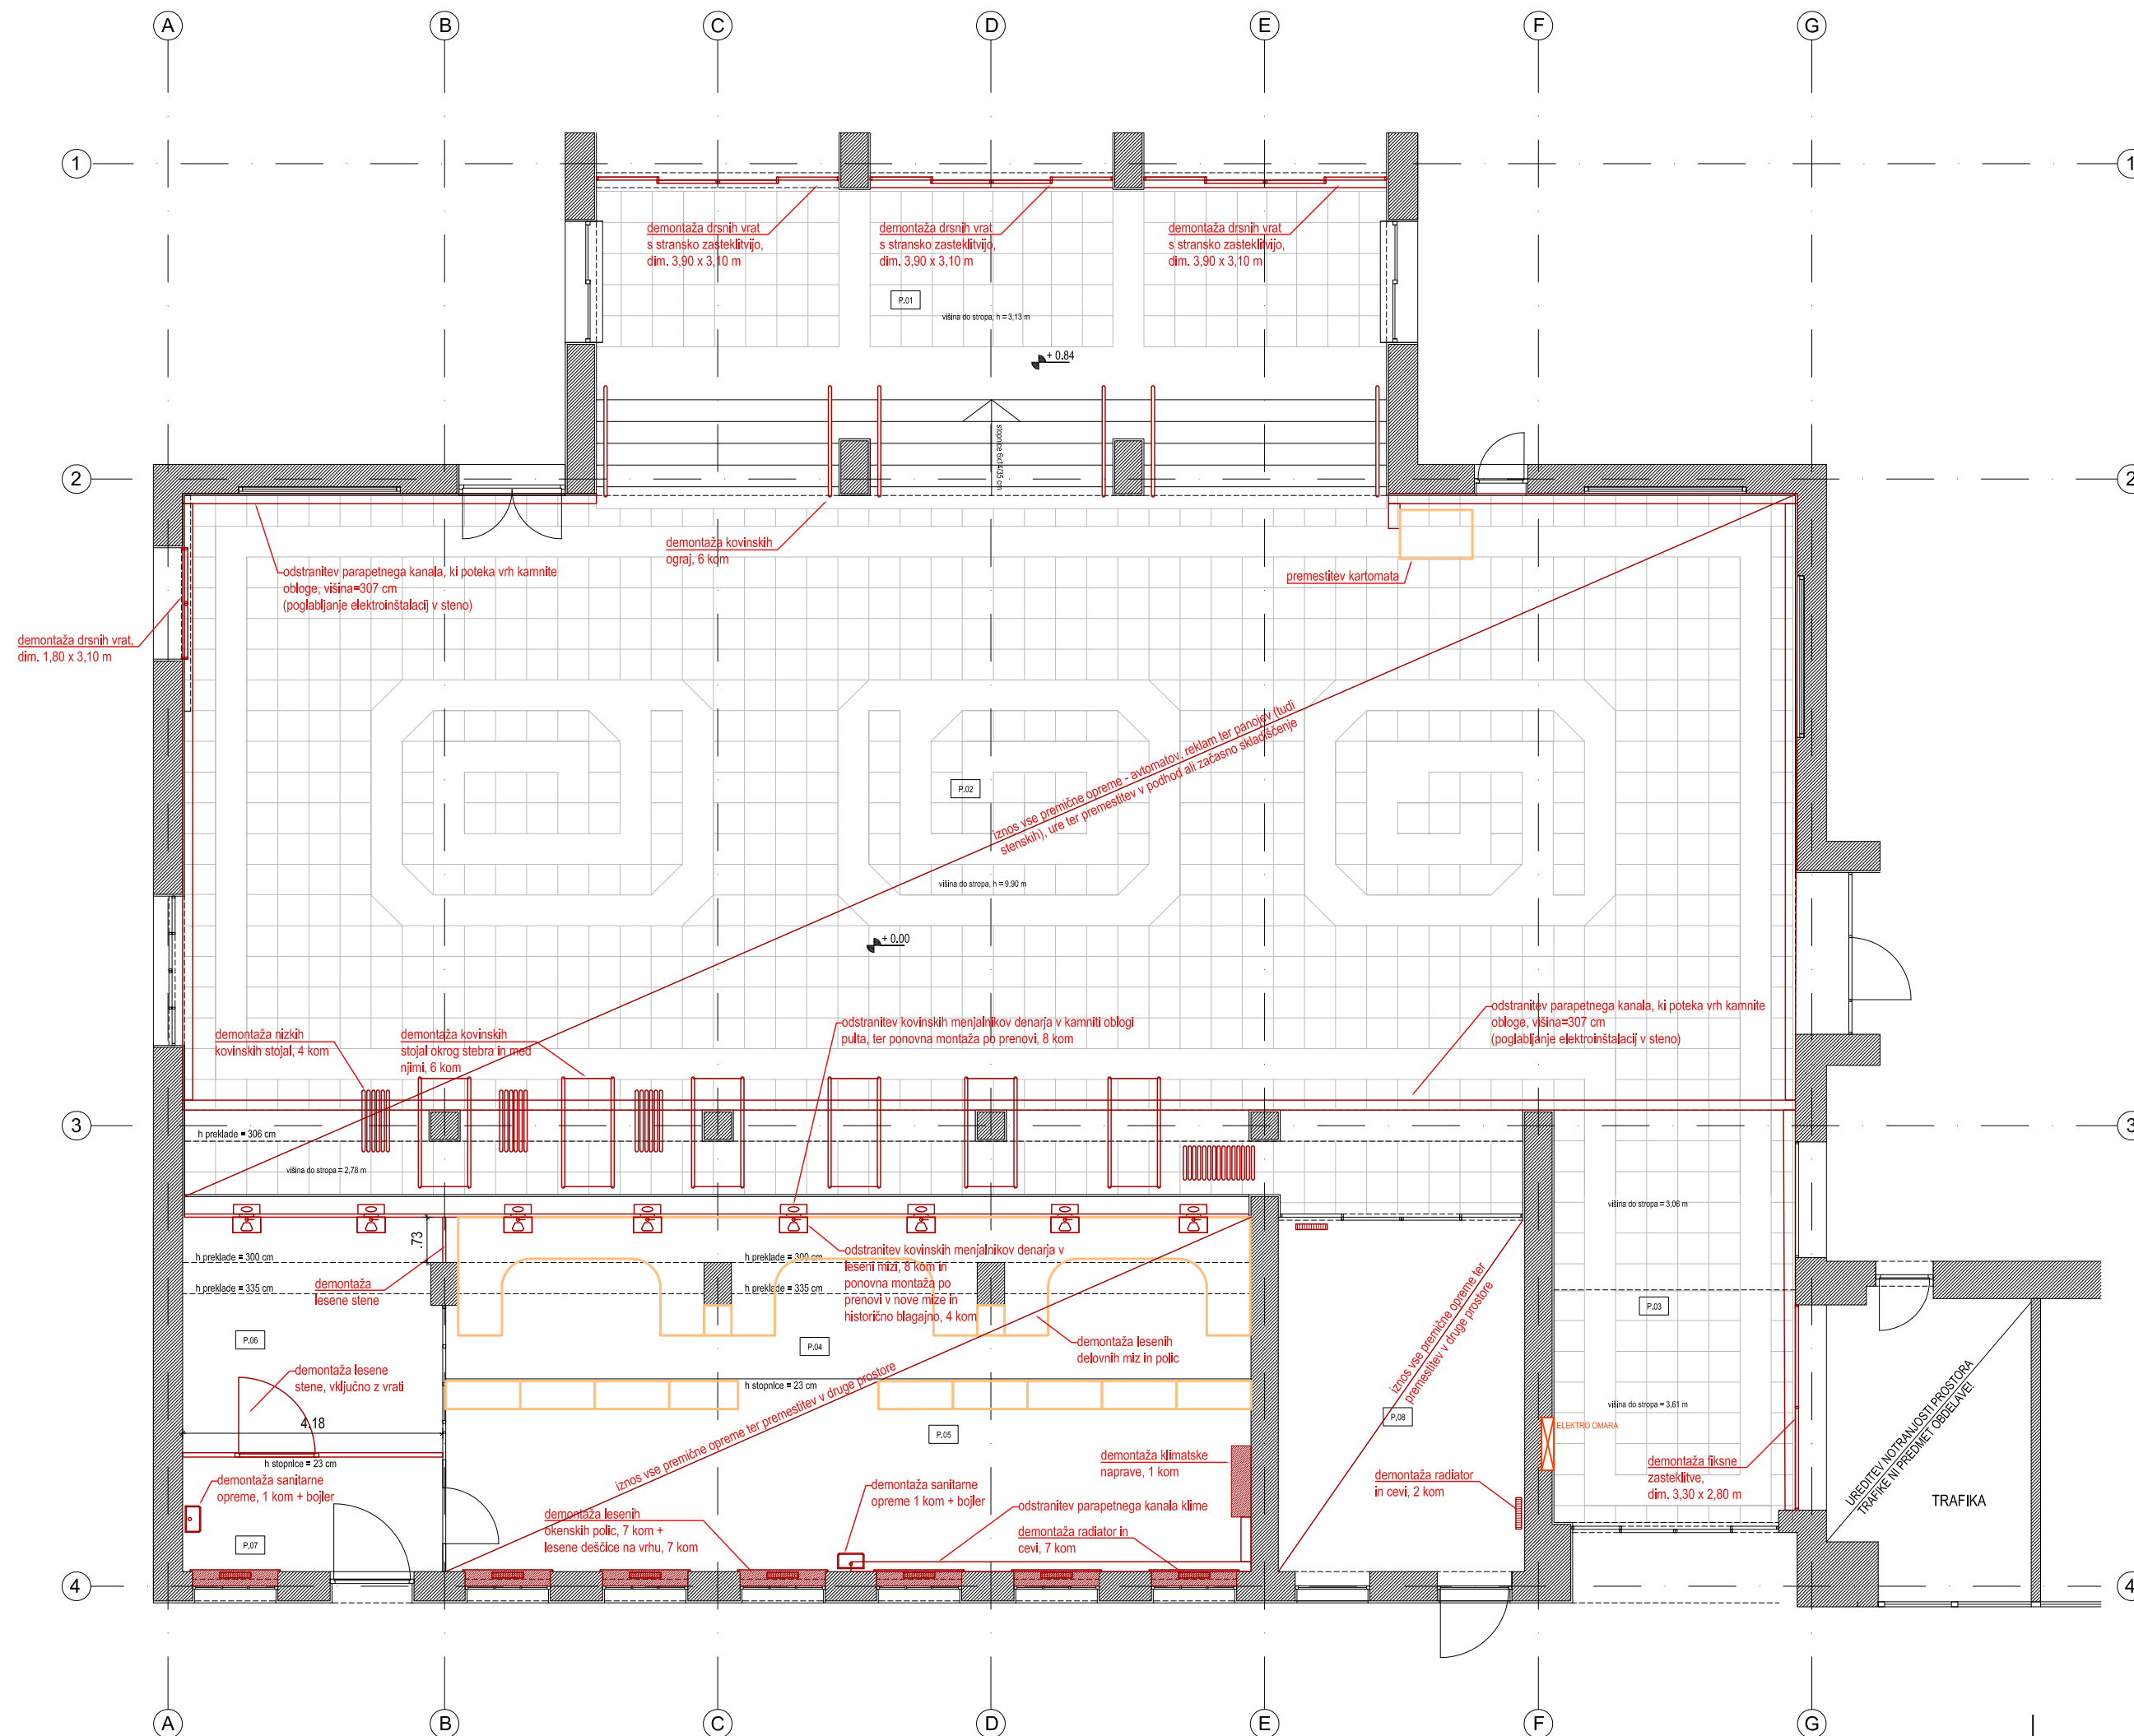 A
B
C
D
E
F
G
1
1
demontaža drsnih vrat
s stransko zasteklitvijo,
dim. 3,90 x 3,10 m
demontaža drsnih vrat
s stransko zasteklitvijo,
dim. 3,90 x 3,10 m
demontaža drsnih vrat
s stransko zasteklitvijo,
dim. 3,90 x 3,10 m
P.01
višina do stropa, h = 3,13 m
+ 0.84
stopnice 6x14/35 cm
2
2
demontaža kovinskih
ograj, 6 kom
odstranitev parapetnega kanala, ki poteka vrh kamnite
obloge, višina=307 cm
(poglabljanje elektroinštalacij v steno)
premestitev kartomata
demontaža drsnih vrat,
dim. 1,80 x 3,10 m
iznos vse premične opreme - avtomatov, reklam ter panojev (tudi
stenskih), ure ter premestitev v podhod ali začasno skladiščenje
P.02
višina do stropa, h = 9,90 m
+ 0.00
demontaža nizkih
kovinskih stojal, 4 kom
demontaža kovinskih
stojal okrog stebra in med
njimi, 6 kom
odstranitev kovinskih menjalnikov denarja v kamniti oblogi
pulta, ter ponovna montaža po prenovi, 8 kom
odstranitev parapetnega kanala, ki poteka vrh kamnite
obloge, višina=307 cm
(poglabljanje elektroinštalacij v steno)
3
3
h preklade = 306 cm
višina do stropa = 2,78 m
višina do stropa = 3,06 m
.73
h preklade = 300 cm
h preklade = 335 cm
h preklade = 300 cm
h preklade = 335 cm
demontaža
lesene stene
odstranitev kovinskih menjalnikov denarja v
leseni mizi, 8 kom in
ponovna montaža po
prenovi v nove mize in
historično blagajno, 4 kom
demontaža lesenih
delovnih miz in polic
P.06
P.04
P.03
iznos vse premične opreme ter
premestitev v druge prostore
demontaža lesene
stene, vključno z vrati
4.18
h stopnice = 23 cm
h stopnice = 23 cm
iznos vse premične opreme ter premestitev v druge prostore
P.05
P.08
višina do stropa = 3,61 m
ELEKTRO OMARA
demontaža sanitarne
opreme, 1 kom + bojler
P.07
demontaža lesenih
okenskih polic, 7 kom +
lesene deščice na vrhu, 7 kom
demontaža sanitarne
opreme 1 kom + bojler
demontaža klimatske
naprave, 1 kom
odstranitev parapetnega kanala klime
demontaža radiator in
cevi, 7 kom
demontaža radiator
in cevi, 2 kom
demontaža fiksne
zasteklitve,
dim. 3,30 x 2,80 m
UREDITEV NOTRANJOSTI PROSTORA
TRAFIKE NI PREDMET OBDELAVE!
TRAFIKA
4
4
A
B
C
D
E
F
G